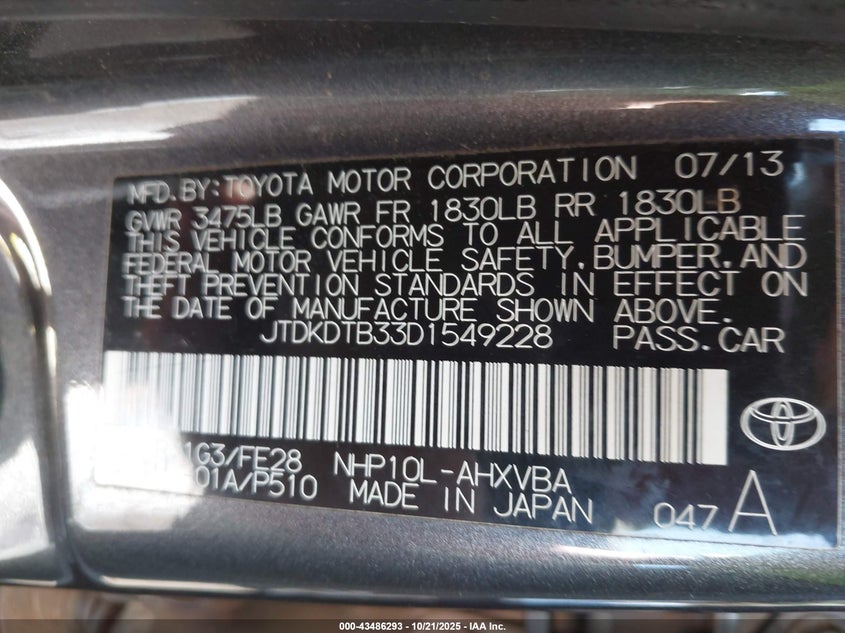 MFD.BY:TOYOTA MOTOR CORPORATION 07/13
GVWR 3475LB GAWR FR 1830LB RR 1830LB
THIS VEHICLE CONFORMS TO ALL APPLICABLE
FEDERAL MOTOR VEHICLE SAFETY,BUMPER,AND
THEFT PREVENTION STANDARDS IN EFFECT ON
THE DATE OF MANUFACTURE SHOWN ABOVE.
JTDKDTB33D1549228 PASS.CAR
1G3/FE28 NHP10L-AHXVBA
01A/P510 MADE IN JAPAN 047 A
000-43486293 | 10/21/2025 - IAA Inc.